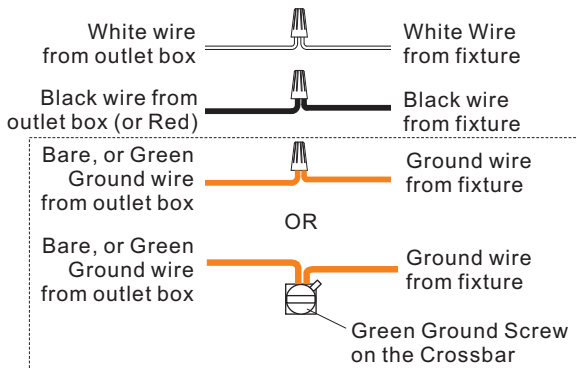 White wire
from outlet box
White Wire
from fixture
Black wire from
outlet box (or Red)
Black wire
from fixture
Bare, or Green
Ground wire
from outlet box
Ground wire
from fixture
OR
Bare, or Green
Ground wire
from outlet box
Ground wire
from fixture
Green Ground Screw
on the Crossbar